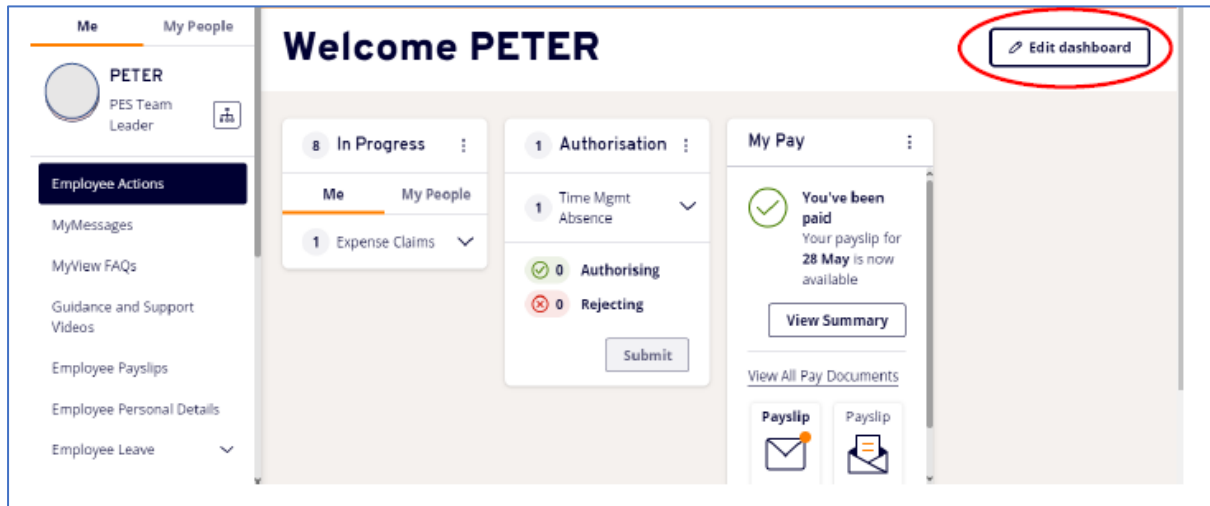 Me
My People
PETER
PES Team
Leader
Employee Actions
MyMessages
MyView FAQs
Guidance and Support
Videos
Employee Payslips
Employee Personal Details
Employee Leave
Welcome PETER
Edit dashboard
8 In Progress
Me
My People
1 Expense Claims
1 Authorisation
1 Time Mgmt
Absence
0 Authorising
0 Rejecting
Submit
My Pay
You've been
paid
Your payslip for
28 May is now
available
View Summary
View All Pay Documents
Payslip
Payslip